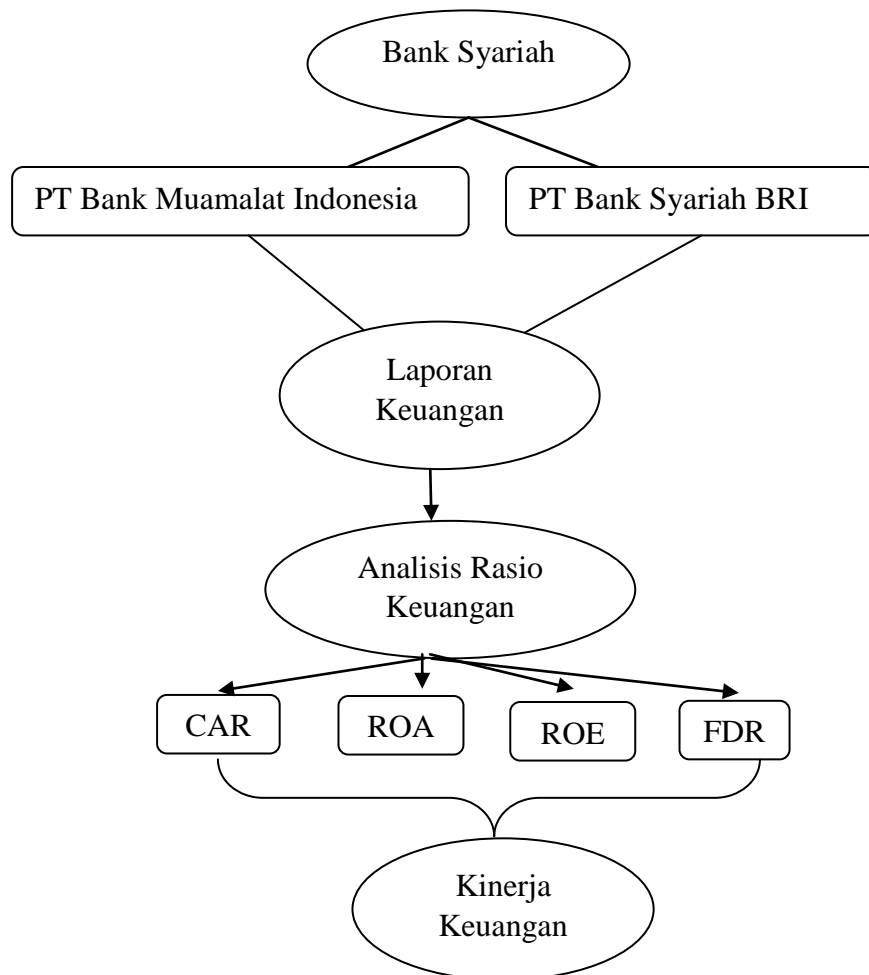 Bank Syariah
PT Bank Muamalat Indonesia
PT Bank Syariah BRI
Laporan
Keuangan
Analisis Rasio
Keuangan
CAR
ROA
ROE
FDR
Kinerja
Keuangan